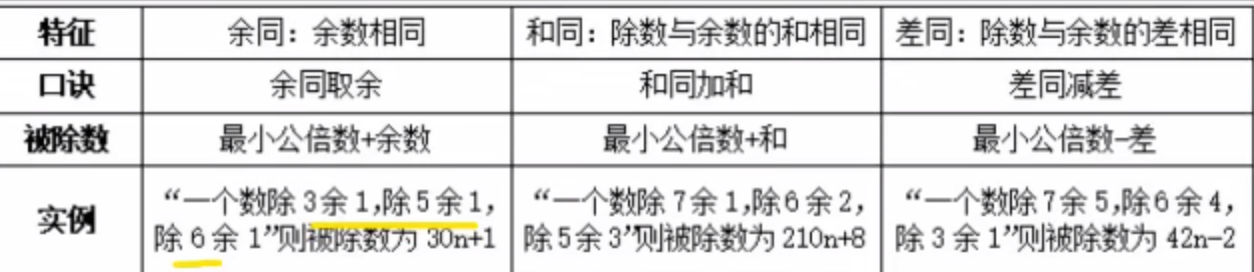 特征 余同：余数相同 和同：除数与余数的和相同 差同：除数与余数的差相同
口诀 余同取余 和同加和 差同减差
被除数 最小公倍数+余数 最小公倍数+和 最小公倍数-差
实例
“一个数除 3 余 1,除 5 余 1,
除 6 余 1”则被除数为 30n+1
“一个数除 7 余 1,除 6 余 2,
除 5 余 3”则被除数为 210n+8
“一个数除 7 余 5,除 6 余 4,
除 3 余 1”则被除数为 42n-2